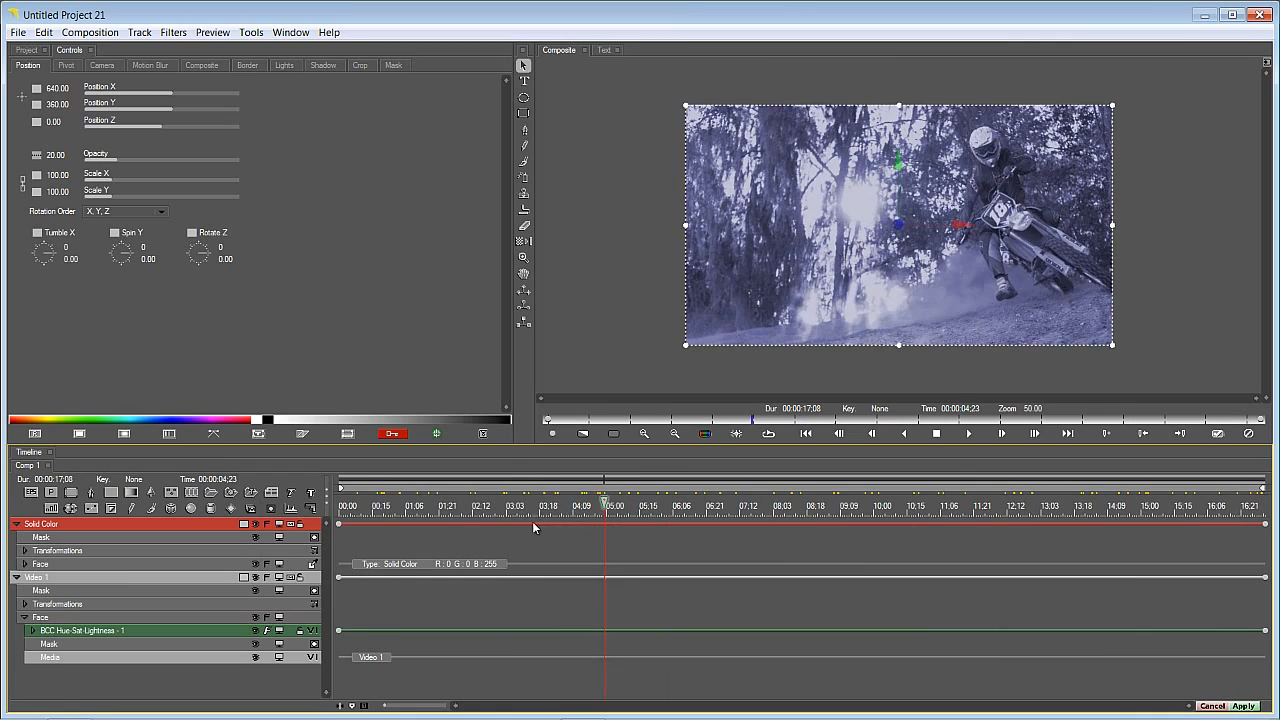 Untitled Project 21
File Edit Composition Track Filters Preview Tools Window Help
Project Controls
Composite Text
Position Pivot Camera Motion Blur Composite Border Lights Shadow Crop Mask
640.00 Position X
360.00 Position Y
0.00 Position Z
20.00 Opacity
100.00 Scale X
100.00 Scale Y
Rotation Order X, Y, Z
Tumble X Spin Y Rotate Z
0 0 0
0.00 0.00 0.00
18
Dur 00:00:17;08 Key. None Time 00:00:04;23 Zoom 50.00
Timeline
Comp 1
Dur. 00:00:17;08 Key. None Time 00:00:04;23
00:00 00;15 01:06 01;21 02;12 03;03 03;18 04;09 05;00 05;15 06;06 06;21 07;12 08;03 08;18 09;09 10;00 10;15 11;06 11;21 12;12 13;03 13;18 14;09 15;00 15;15 16:06 16:21
Solid Color
Mask
Transformations
Face Type: Solid Color R : 0 G : 0 B : 255
Video 1
Mask
Transformations
Face
BCC Hue-Sat-Lightness - 1 V1
Mask
Media V1 Video 1
Cancel Apply